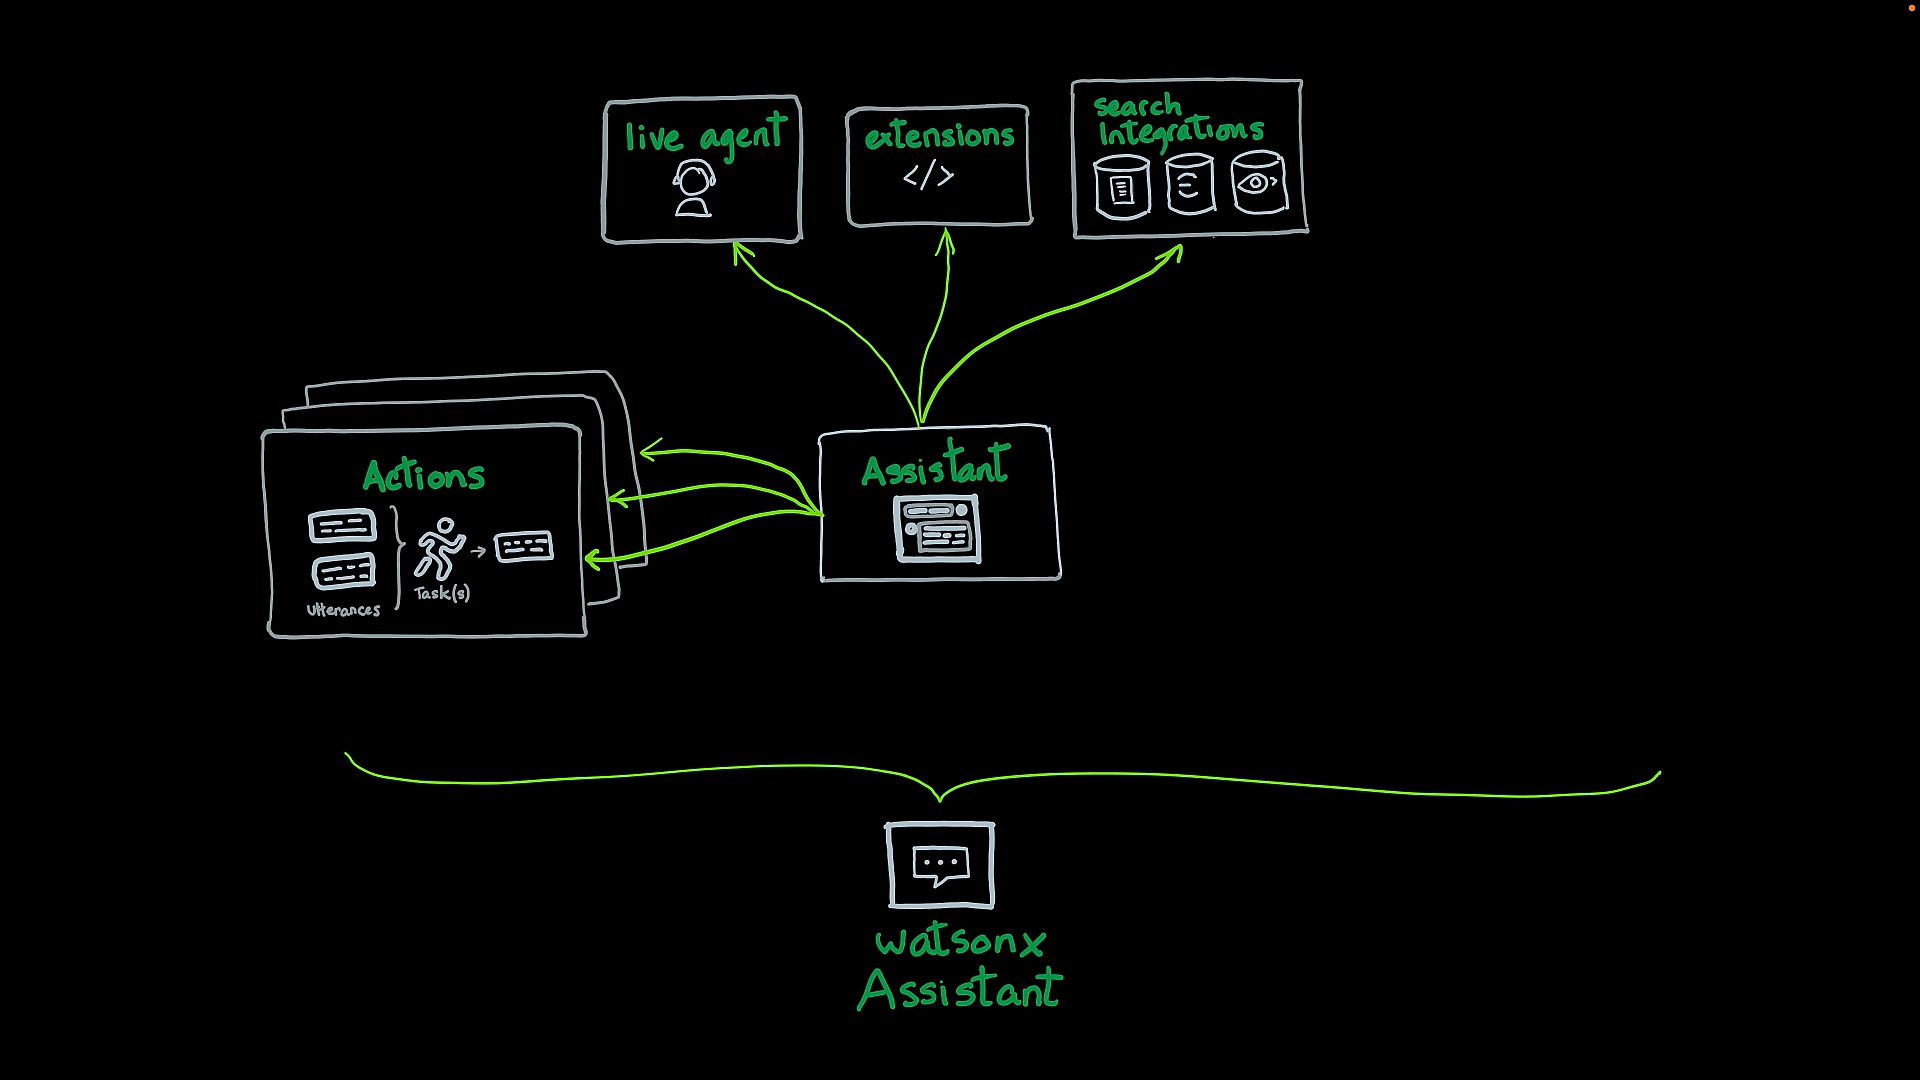 live agent
extensions
</>
search
Integrations
Actions
Utterances
Task(s)
Assistant
watsonx
Assistant